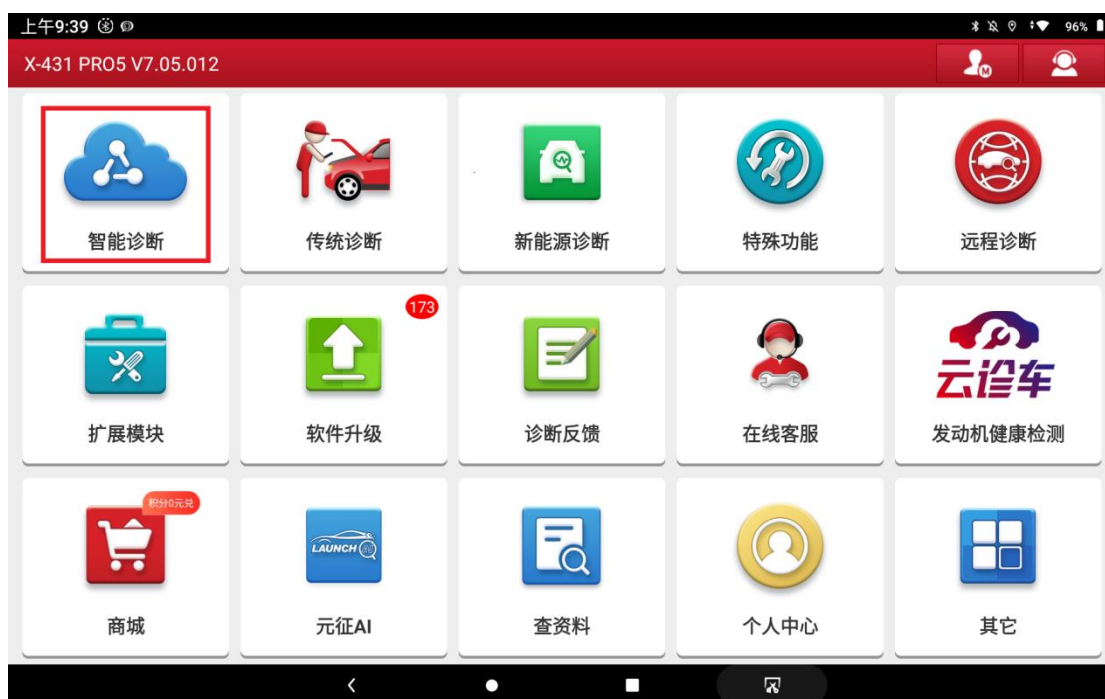 上午9:39
96%
X-431 PRO5 V7.05.012
M
智能诊断
传统诊断
新能源诊断
特殊功能
远程诊断
173
云诊车
扩展模块
软件升级
诊断反馈
在线客服
发动机健康检测
积分0元兑
LAUNCH
商城
元征AI
查资料
个人中心
其它